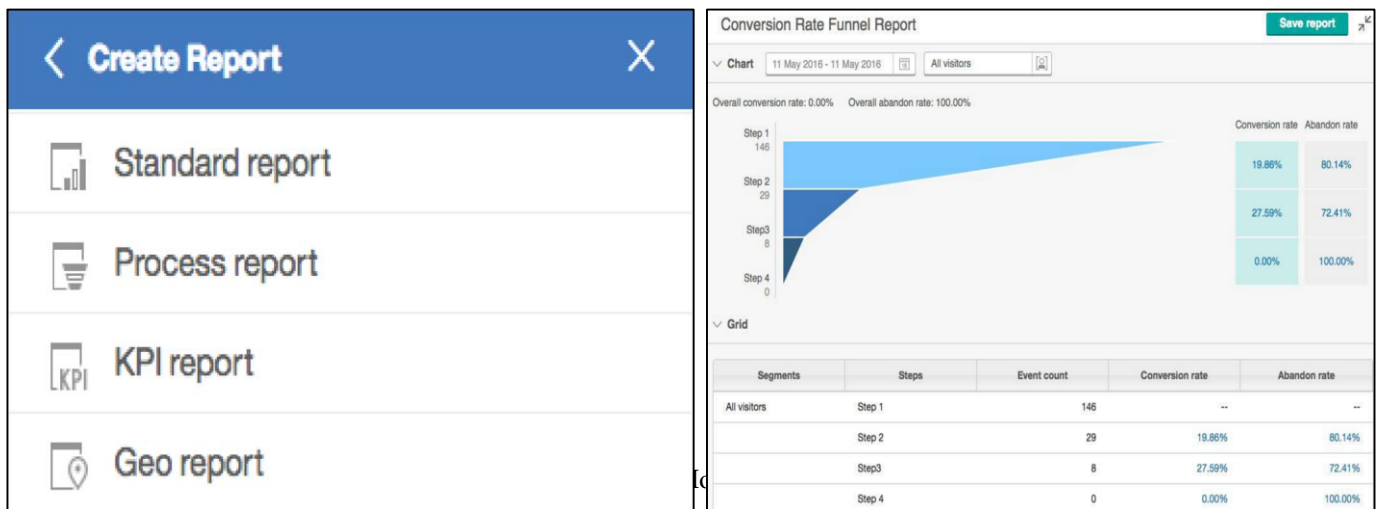 Create Report
Standard report
Process report
KPI
KPI report
Geo report
Conversion Rate Funnel Report
Save report
Chart 11 May 2016 - 11 May 2016 All visitors
Overall conversion rate: 0.00% Overall abandon rate: 100.00%
Conversion rate Abandon rate
Step 1
146
19.86% 80.14%
Step 2
29
27.59% 72.41%
Step3
8
0.00% 100.00%
Step 4
0
Grid
Segments Steps Event count Conversion rate Abandon rate
All visitors Step 1 146 -- --
Step 2 29 19.86% 80.14%
Step3 8 27.59% 72.41%
Step 4 0 0.00% 100.00%